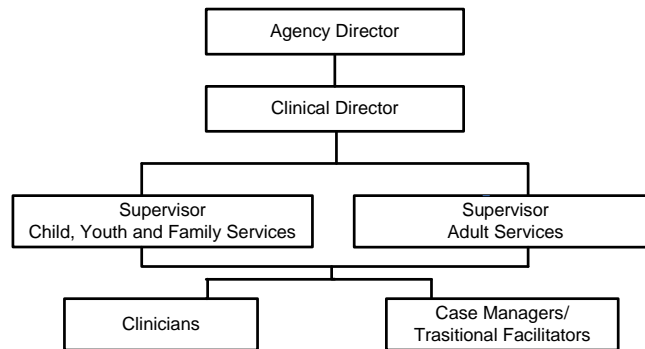 Agency Director
Clinical Director
Supervisor
Child, Youth and Family Services
Supervisor
Adult Services
Clinicians
Case Managers/
Trasitional Facilitators